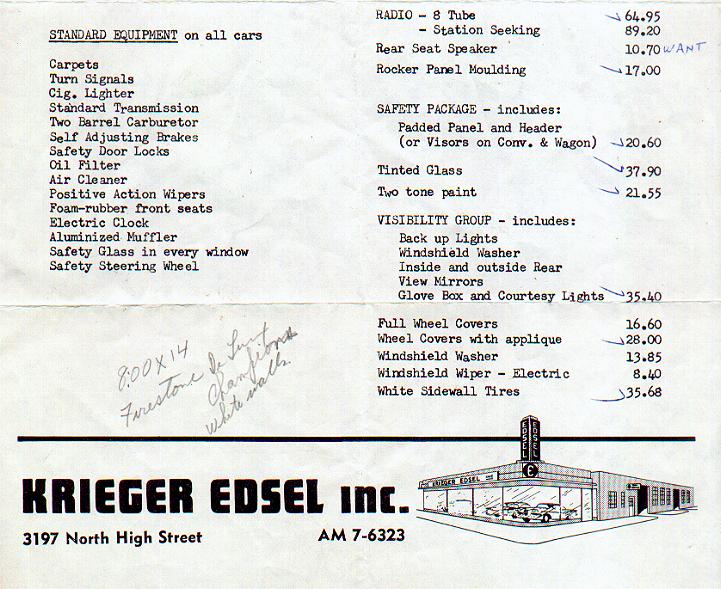 STANDARD EQUIPMENT on all cars
Carpets
Turn Signals
Cig. Lighter
Standard Transmission
Two Barrel Carburetor
Self Adjusting Brakes
Safety Door Locks
Oil Filter
Air Cleaner
Positive Action Wipers
Foam-rubber front seats
Electric Clock
Aluminized Muffler
Safety Glass in every window
Safety Steering Wheel
RADIO - 8 Tube 64.95
- Station Seeking 89.20
Rear Seat Speaker 10.70 WANT
Rocker Panel Moulding 17.00
SAFETY PACKAGE - includes:
Padded Panel and Header
(or Visors on Conv. & Wagon) 20.60
Tinted Glass 37.90
Two tone paint 21.55
VISIBILITY GROUP - includes:
Back up Lights
Windshield Washer
Inside and outside Rear
View Mirrors
Glove Box and Courtesy Lights 35.40
Full Wheel Covers 16.60
Wheel Covers with applique 28.00
Windshield Washer 13.85
Windshield Wiper - Electric 8.40
White Sidewall Tires 35.68
8:00 X 14
Firestone De Luxe
Champions
White walls.
EDSEL
EDSEL
E
KRIEGER EDSEL
KRIEGER EDSEL inc.
3197 North High Street
AM 7-6323